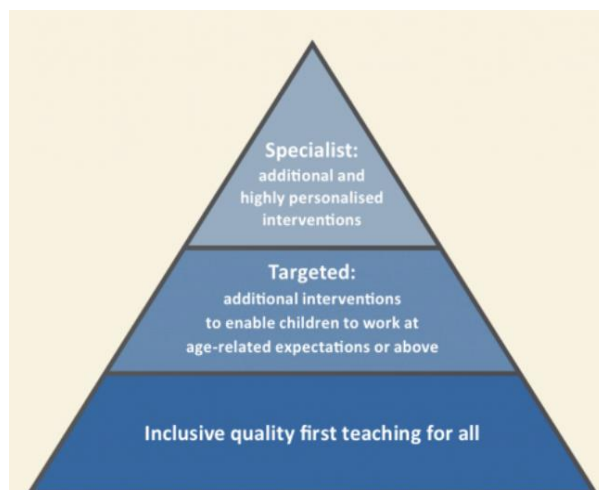 Specialist:
additional and
highly personalised
interventions
Targeted:
additional interventions
to enable children to work at
age-related expectations or above
Inclusive quality first teaching for all